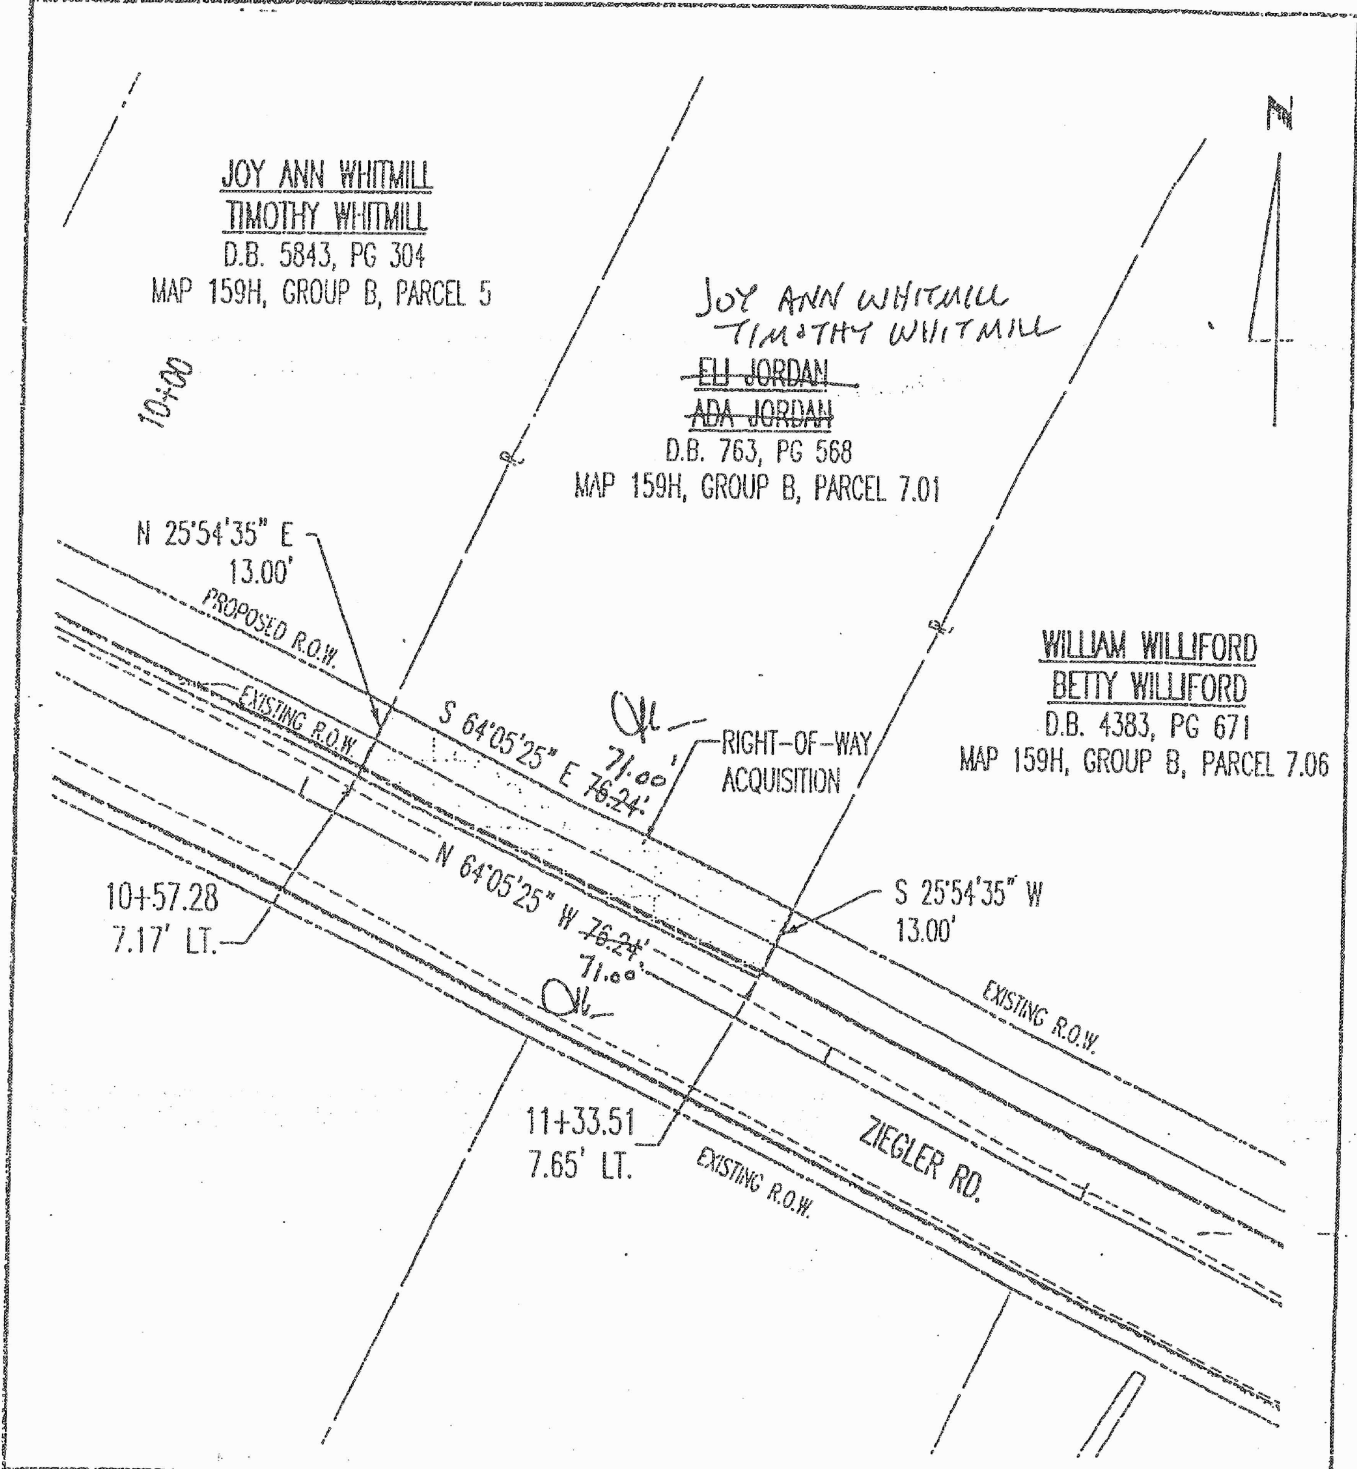 N
JOY ANN WHITMILL
TIMOTHY WHITMILL
D.B. 5843, PG 304
MAP 159H, GROUP B, PARCEL 5
JOY ANN WHITMILL
TIMOTHY WHITMILL
ELI JORDAN
ADA JORDAN
D.B. 763, PG 568
MAP 159H, GROUP B, PARCEL 7.01
10+00
N 25°54'35" E
13.00'
PROPOSED R.O.W.
EXISTING R.O.W.
WILLIAM WILLIFORD
BETTY WILLIFORD
D.B. 4383, PG 671
MAP 159H, GROUP B, PARCEL 7.06
71.00'
S 64°05'25" E 76.24'
RIGHT-OF-WAY
ACQUISITION
N 64°05'25" W 76.24'
71.00'
10+57.28
7.17' LT.
S 25°54'35" W
13.00'
EXISTING R.O.W.
11+33.51
7.65' LT.
EXISTING R.O.W.
ZIEGLER RD.